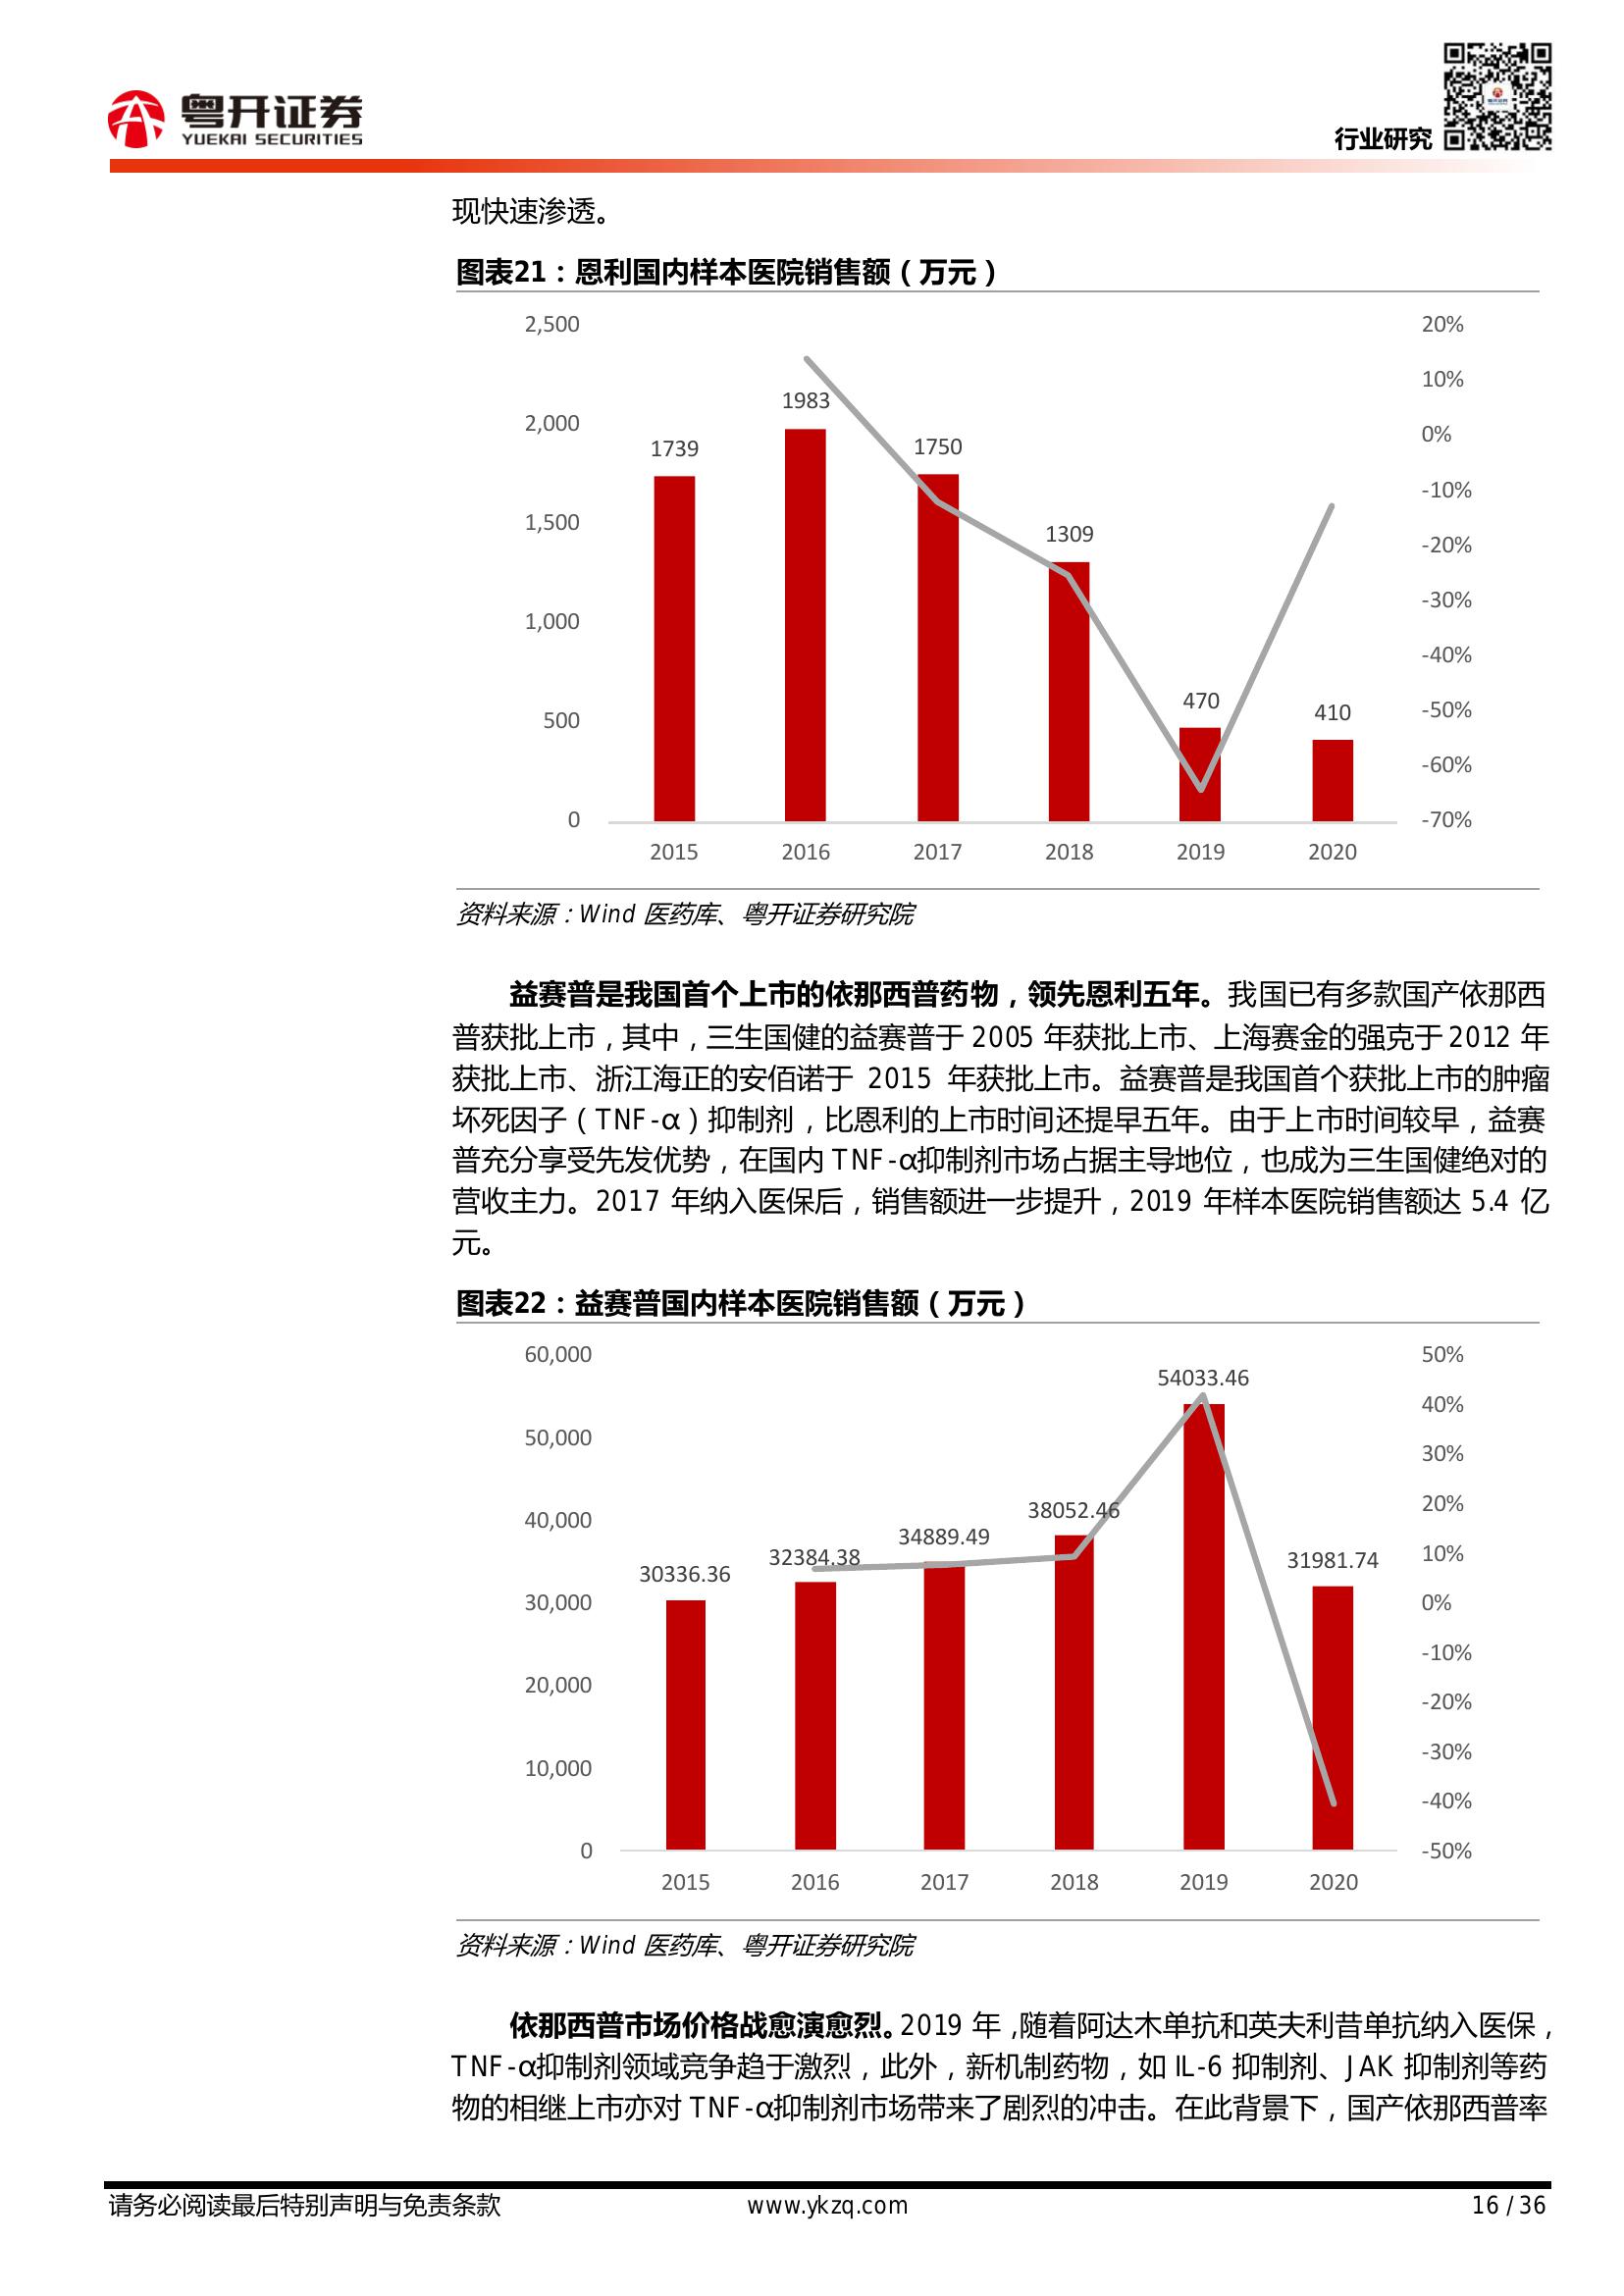 粤开证券
YUEKAI SECURITIES
行业研究
现快速渗透。
图表21：恩利国内样本医院销售额（万元）
2,500
2,000
1,500
1,000
500
0
20%
10%
0%
-10%
-20%
-30%
-40%
-50%
-60%
-70%
1739
1983
1750
1309
470
410
2015 2016 2017 2018 2019 2020
资料来源：Wind 医药库、粤开证券研究院
益赛普是我国首个上市的依那西普药物，领先恩利五年。我国已有多款国产依那西
普获批上市，其中，三生国健的益赛普于 2005 年获批上市、上海赛金的强克于 2012 年
获批上市、浙江海正的安佰诺于 2015 年获批上市。益赛普是我国首个获批上市的肿瘤
坏死因子（TNF-α）抑制剂，比恩利的上市时间还提早五年。由于上市时间较早，益赛
普充分享受先发优势，在国内 TNF-α抑制剂市场占据主导地位，也成为三生国健绝对的
营收主力。2017 年纳入医保后，销售额进一步提升，2019 年样本医院销售额达 5.4 亿
元。
图表22：益赛普国内样本医院销售额（万元）
60,000
50,000
40,000
30,000
20,000
10,000
0
50%
40%
30%
20%
10%
0%
-10%
-20%
-30%
-40%
-50%
30336.36
32384.38
34889.49
38052.46
54033.46
31981.74
2015 2016 2017 2018 2019 2020
资料来源：Wind 医药库、粤开证券研究院
依那西普市场价格战愈演愈烈。2019 年，随着阿达木单抗和英夫利昔单抗纳入医保，
TNF-α抑制剂领域竞争趋于激烈，此外，新机制药物，如 IL-6 抑制剂、JAK 抑制剂等药
物的相继上市亦对 TNF-α抑制剂市场带来了剧烈的冲击。在此背景下，国产依那西普率
请务必阅读最后特别声明与免责条款
www.ykzq.com
16 / 36